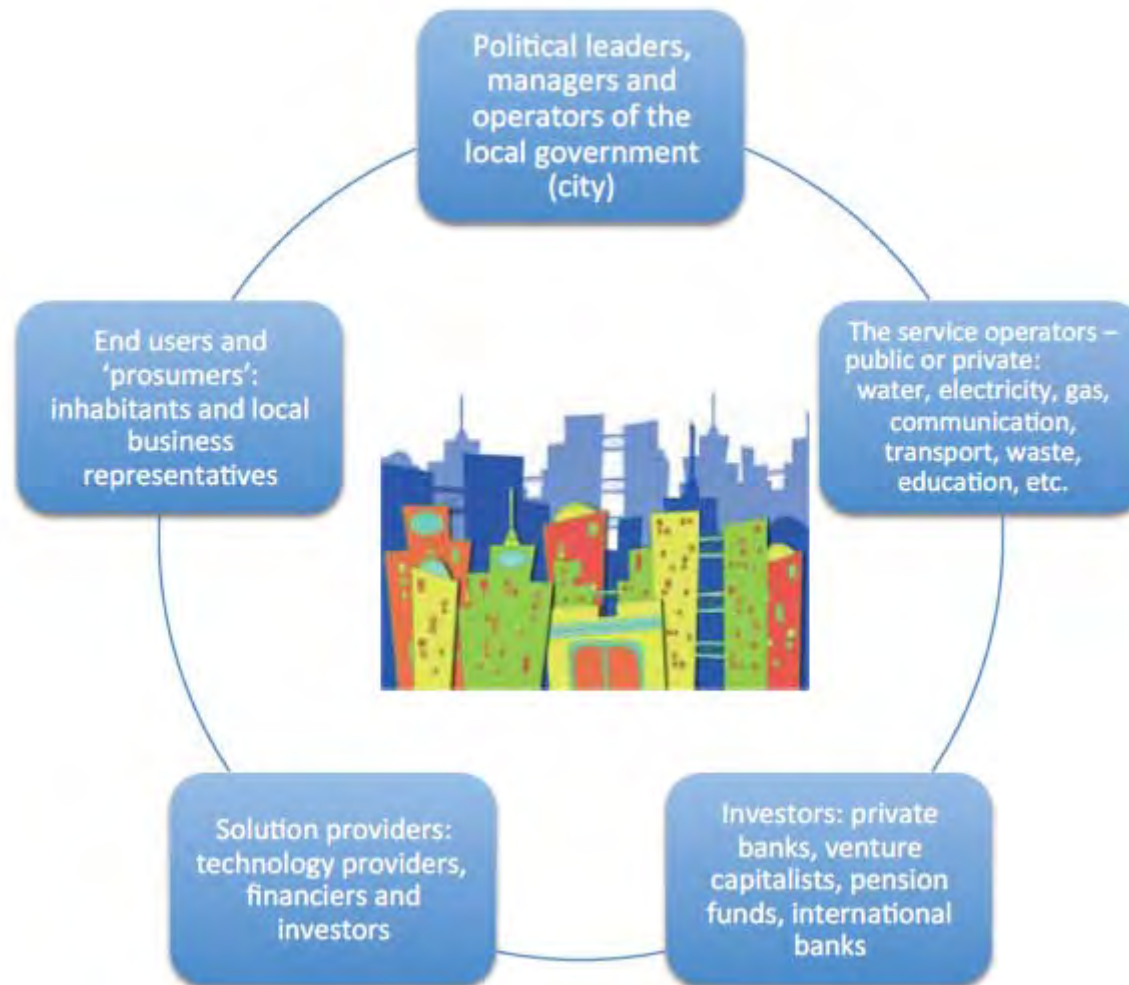 Political leaders,
managers and
operators of the
local government
(city)
The service operators –
public or private:
water, electricity, gas,
communication,
transport, waste,
education, etc.
Investors: private
banks, venture
capitalists, pension
funds, international
banks
Solution providers:
technology providers,
financiers and
investors
End users and
‘prosumers’:
inhabitants and local
business
representatives